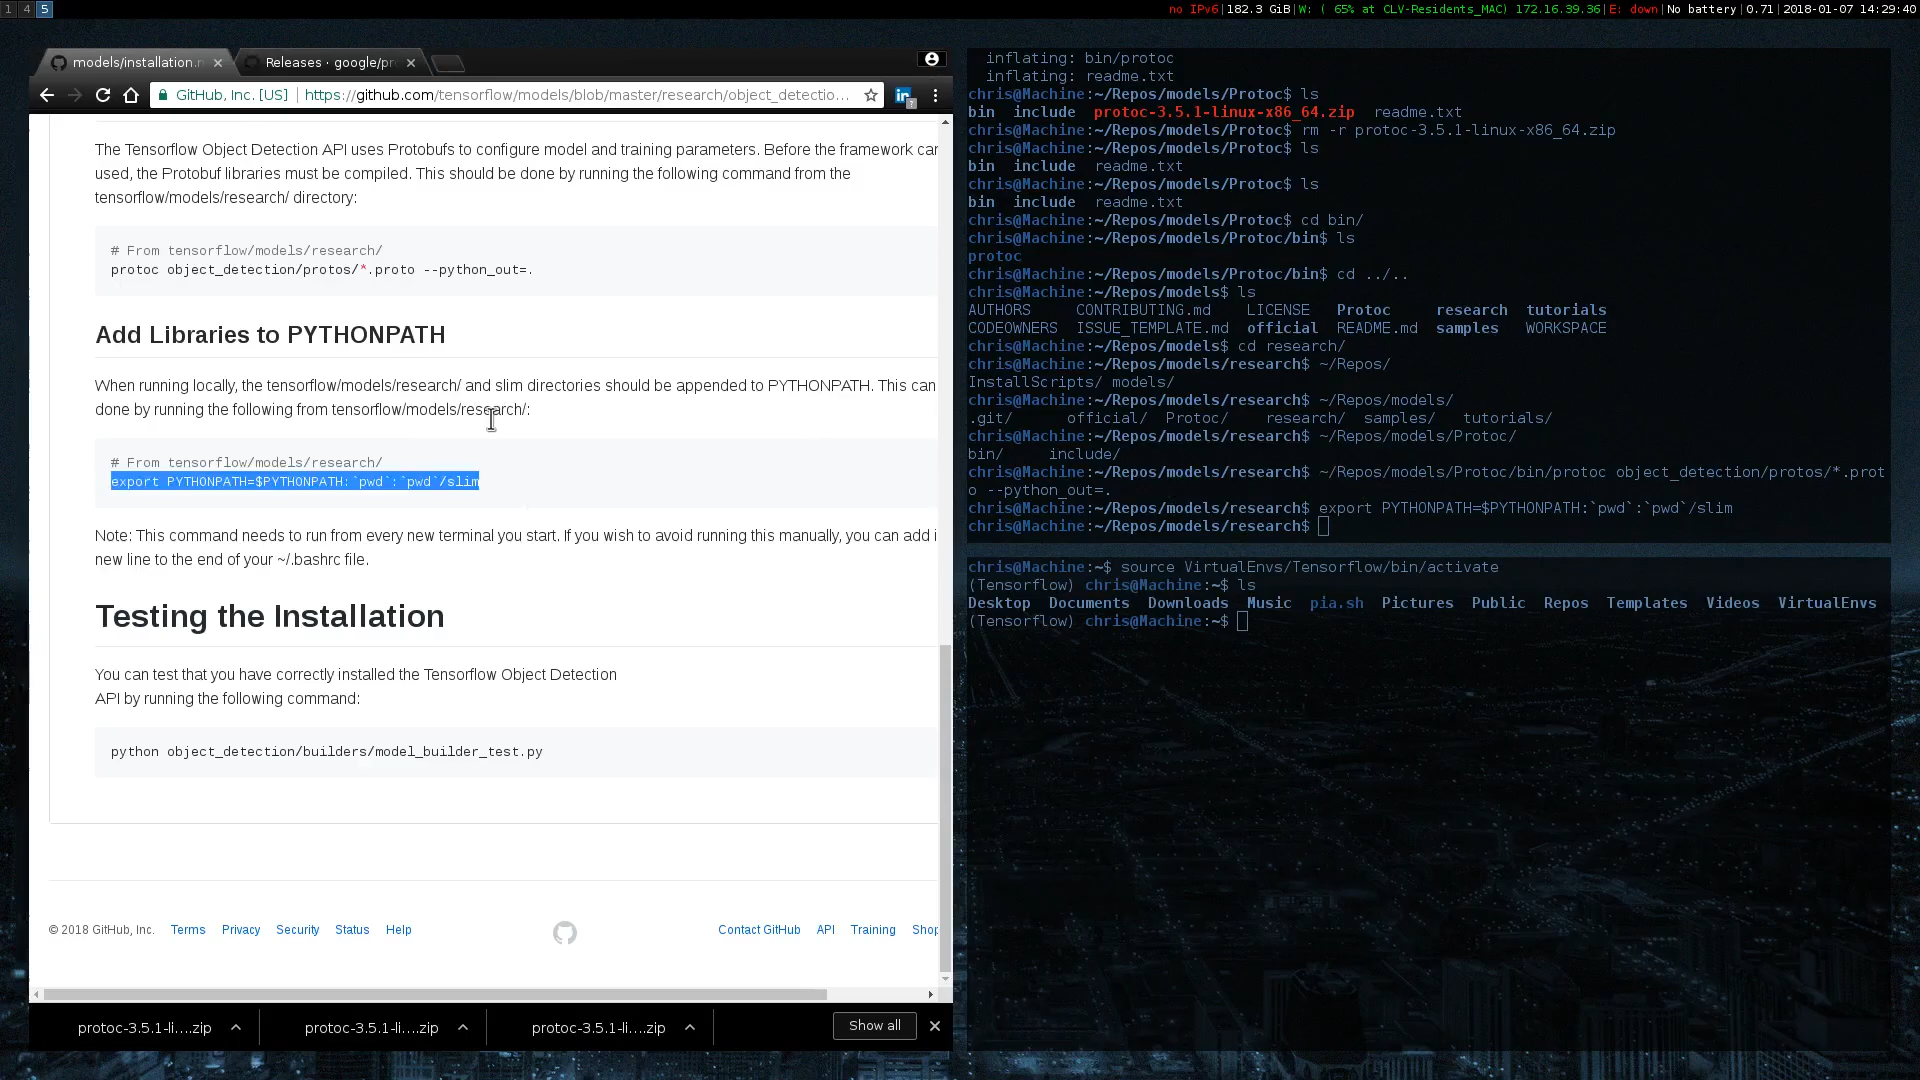 1 4 5
no IPv6|182.3 GiB|W: ( 65% at CLV-Residents_MAC) 172.16.39.36|E: down|No battery|0.71|2018-01-07 14:29:40
models/installation.m
Releases · google/pr
GitHub, Inc. [US] | https://github.com/tensorflow/models/blob/master/research/object_detectio...
The Tensorflow Object Detection API uses Protobufs to configure model and training parameters. Before the framework car
used, the Protobuf libraries must be compiled. This should be done by running the following command from the
tensorflow/models/research/ directory:
# From tensorflow/models/research/
protoc object_detection/protos/*.proto --python_out=.
Add Libraries to PYTHONPATH
When running locally, the tensorflow/models/research/ and slim directories should be appended to PYTHONPATH. This can
done by running the following from tensorflow/models/research/:
# From tensorflow/models/research/
export PYTHONPATH=$PYTHONPATH:`pwd`:`pwd`/slim
Note: This command needs to run from every new terminal you start. If you wish to avoid running this manually, you can add i
new line to the end of your ~/.bashrc file.
Testing the Installation
You can test that you have correctly installed the Tensorflow Object Detection
API by running the following command:
python object_detection/builders/model_builder_test.py
© 2018 GitHub, Inc. Terms Privacy Security Status Help Contact GitHub API Training Shop
protoc-3.5.1-li....zip
protoc-3.5.1-li....zip
protoc-3.5.1-li....zip
Show all
inflating: bin/protoc
inflating: readme.txt
chris@Machine:~/Repos/models/Protoc$ ls
bin include protoc-3.5.1-linux-x86_64.zip readme.txt
chris@Machine:~/Repos/models/Protoc$ rm -r protoc-3.5.1-linux-x86_64.zip
chris@Machine:~/Repos/models/Protoc$ ls
bin include readme.txt
chris@Machine:~/Repos/models/Protoc$ ls
bin include readme.txt
chris@Machine:~/Repos/models/Protoc$ cd bin/
chris@Machine:~/Repos/models/Protoc/bin$ ls
protoc
chris@Machine:~/Repos/models/Protoc/bin$ cd ../..
chris@Machine:~/Repos/models$ ls
AUTHORS CONTRIBUTING.md LICENSE Protoc research tutorials
CODEOWNERS ISSUE_TEMPLATE.md official README.md samples WORKSPACE
chris@Machine:~/Repos/models$ cd research/
chris@Machine:~/Repos/models/research$ ~/Repos/
InstallScripts/ models/
chris@Machine:~/Repos/models/research$ ~/Repos/models/
.git/ official/ Protoc/ research/ samples/ tutorials/
chris@Machine:~/Repos/models/research$ ~/Repos/models/Protoc/
bin/ include/
chris@Machine:~/Repos/models/research$ ~/Repos/models/Protoc/bin/protoc object_detection/protos/*.prot
o --python_out=.
chris@Machine:~/Repos/models/research$ export PYTHONPATH=$PYTHONPATH:`pwd`:`pwd`/slim
chris@Machine:~/Repos/models/research$
chris@Machine:~$ source VirtualEnvs/Tensorflow/bin/activate
(Tensorflow) chris@Machine:~$ ls
Desktop Documents Downloads Music pia.sh Pictures Public Repos Templates Videos VirtualEnvs
(Tensorflow) chris@Machine:~$